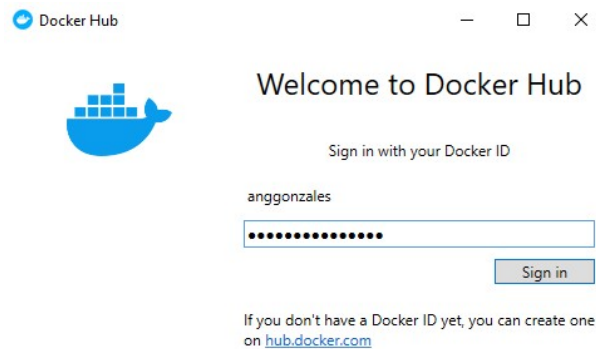 Docker Hub
Welcome to Docker Hub
Sign in with your Docker ID
anggonzales
●●●●●●●●●●●●●●●
Sign in
If you don't have a Docker ID yet, you can create one
on hub.docker.com